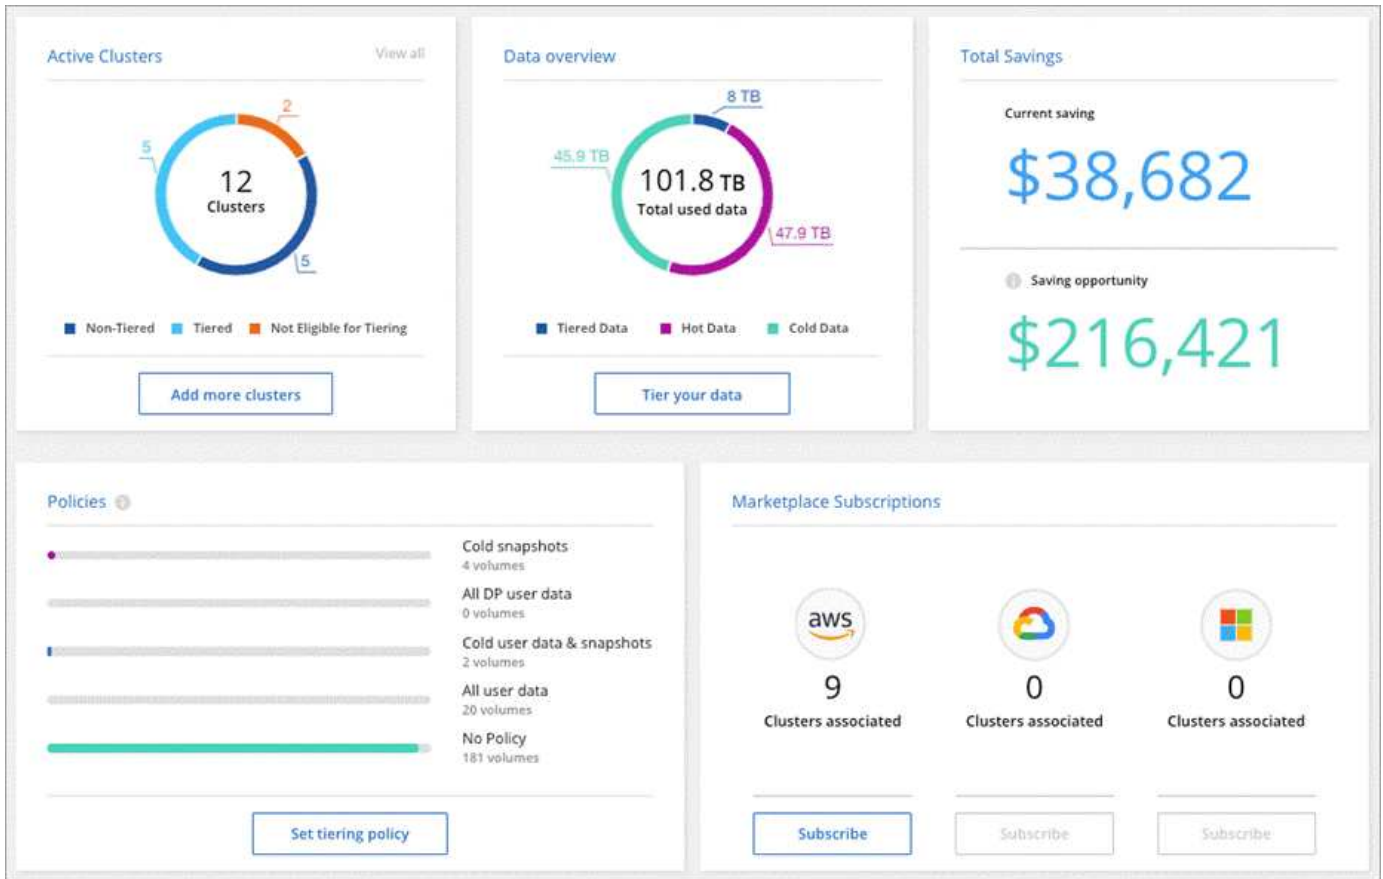 Active Clusters
View all
2
5
12
Clusters
5
Non-Tiered
Tiered
Not Eligible for Tiering
Add more clusters
Data overview
8 TB
45.9 TB
101.8 TB
Total used data
47.9 TB
Tiered Data
Hot Data
Cold Data
Tier your data
Total Savings
Current saving
$38,682
Saving opportunity
$216,421
Policies
Cold snapshots
4 volumes
All DP user data
0 volumes
Cold user data & snapshots
2 volumes
All user data
20 volumes
No Policy
181 volumes
Set tiering policy
Marketplace Subscriptions
aws
9
Clusters associated
Subscribe
0
Clusters associated
Subscribe
0
Clusters associated
Subscribe